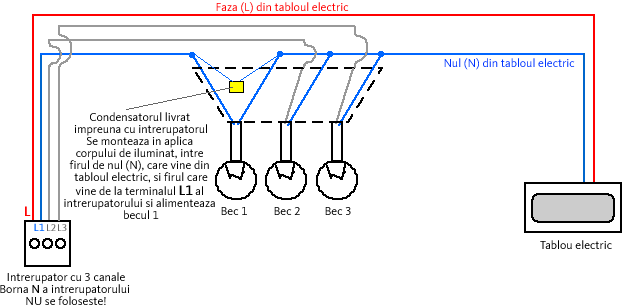 Faza (L) din tabloul electric
Nul (N) din tabloul electric
Condensatorul livrat
impreuna cu intrerupatorul
Se monteaza in aplica
corpului de iluminat, intre
firul de nul (N), care vine din
tabloul electric, si firul care
vine de la terminalul L1 al
intrerupatorului si alimenteaza
becul 1
Bec 1
Bec 2
Bec 3
L
L1
L2
L3
Tablou electric
Intrerupator cu 3 canale
Borna N a intrerupatorului
NU se foloseste!